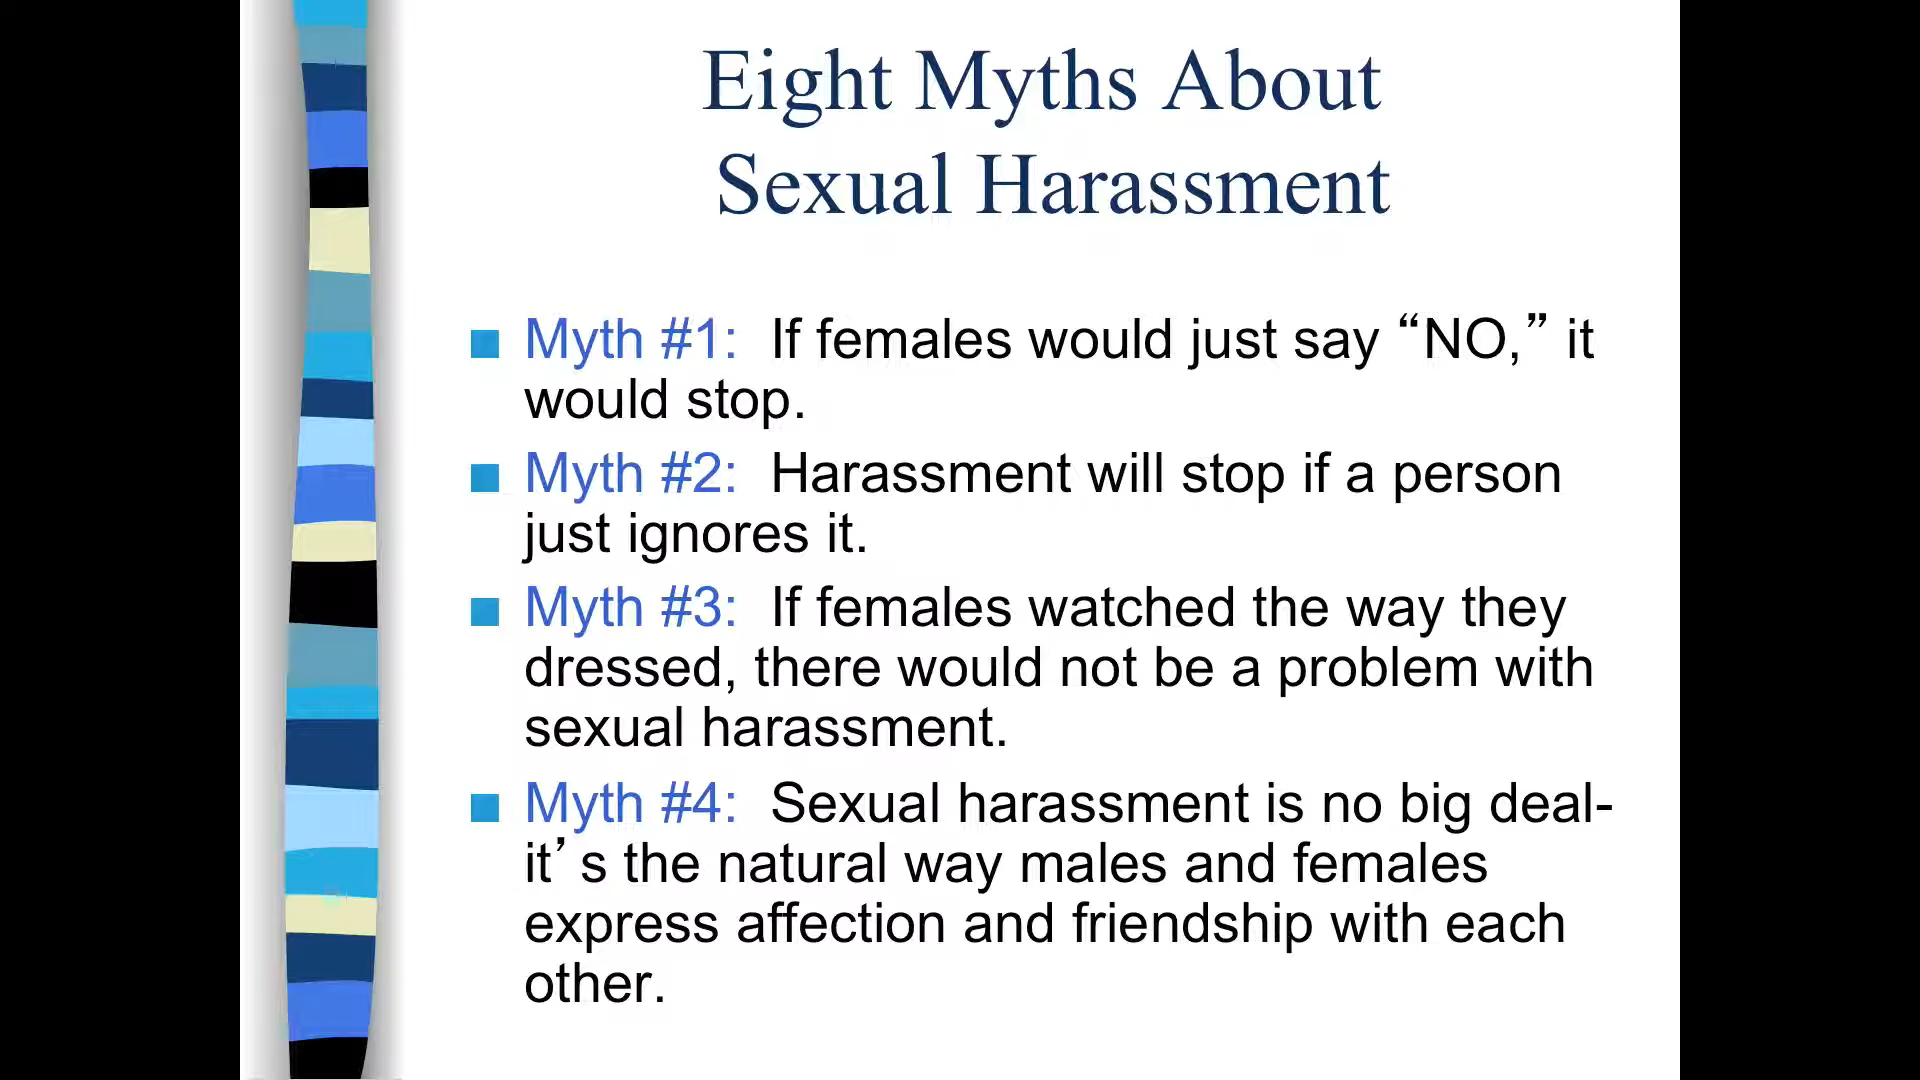 Eight Myths About
Sexual Harassment
Myth #1:  If females would just say “NO,” it
would stop.
Myth #2:  Harassment will stop if a person
just ignores it.
Myth #3:  If females watched the way they
dressed, there would not be a problem with
sexual harassment.
Myth #4:  Sexual harassment is no big deal-
it’s the natural way males and females
express affection and friendship with each
other.